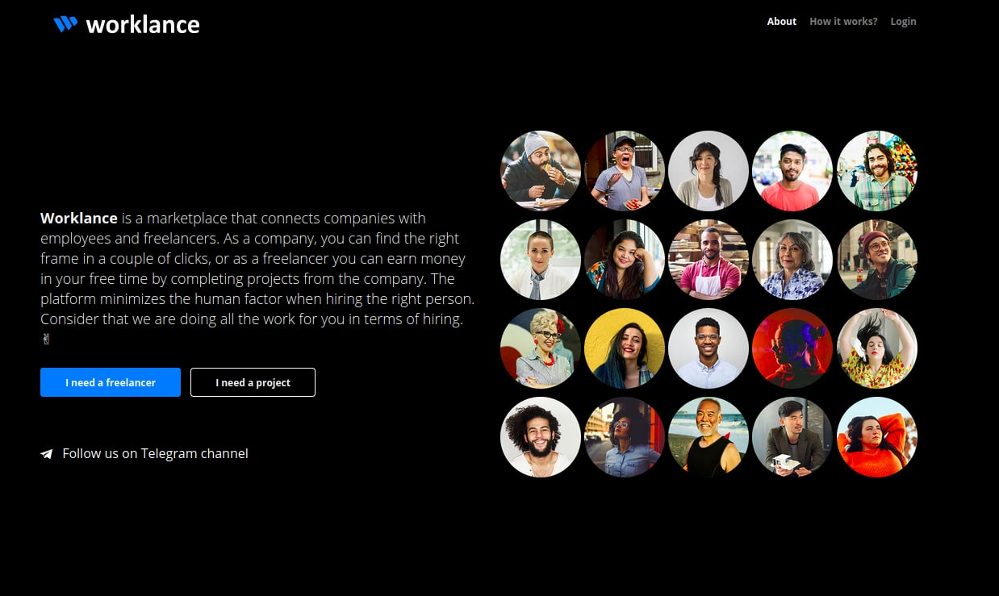 worklance
About How it works? Login
Worklance is a marketplace that connects companies with
employees and freelancers. As a company, you can find the right
frame in a couple of clicks, or as a freelancer you can earn money
in your free time by completing projects from the company. The
platform minimizes the human factor when hiring the right person.
Consider that we are doing all the work for you in terms of hiring.
✌
I need a freelancer I need a project
Follow us on Telegram channel